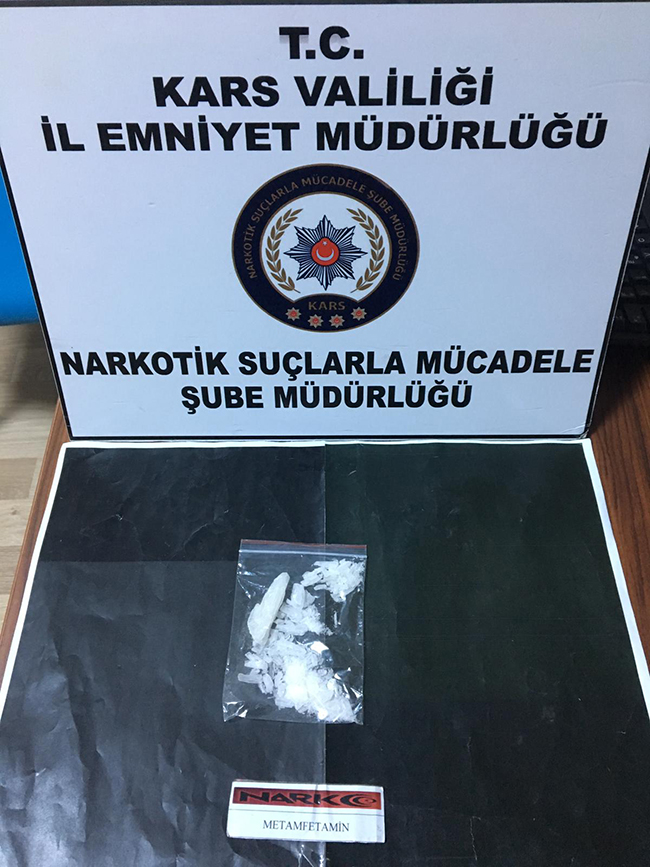 T.C.
KARS VALİLİĞİ
İL EMNİYET MÜDÜRLÜĞÜ
NARKOTİK SUÇLARLA MÜCADELE ŞUBE MÜDÜRLÜĞÜ
KARS
NARKOTİK SUÇLARLA MÜCADELE
ŞUBE MÜDÜRLÜĞÜ
NARKO
METAMFETAMİN